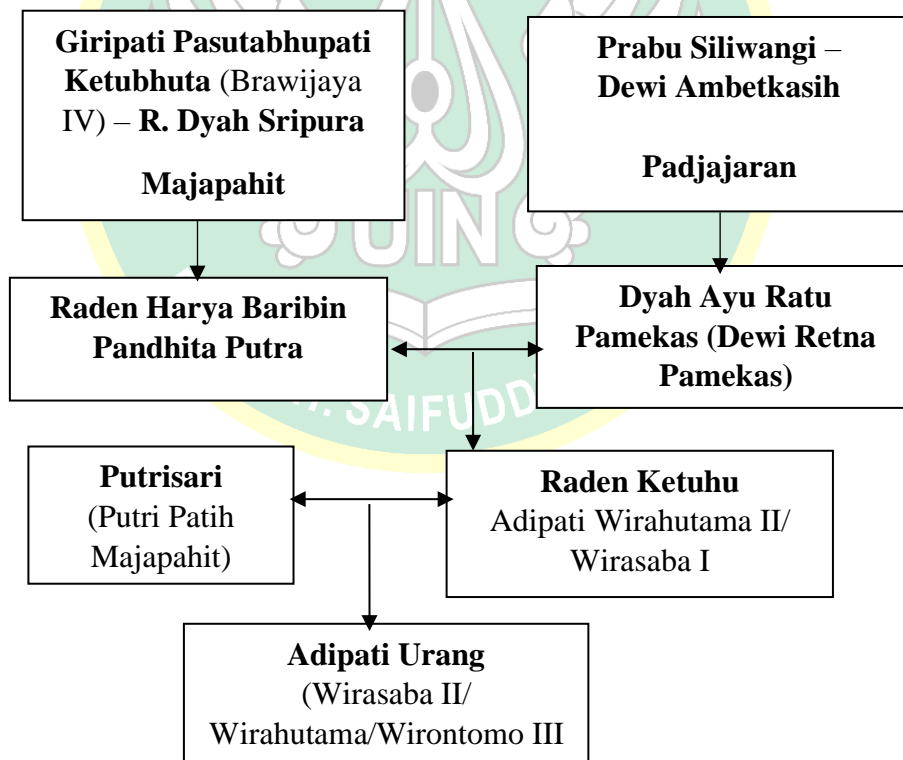 Giripati Pasutabhupati
Ketubhuta (Brawijaya
IV) – R. Dyah Sripura
Majapahit
Prabu Siliwangi –
Dewi Ambetkasih
Padjajaran
UIN
Raden Harya Baribin
Pandhita Putra
Dyah Ayu Ratu
Pamekas (Dewi Retna
Pamekas)
H. SAIFUDD
Putrisari
(Putri Patih
Majapahit)
Raden Ketuhu
Adipati Wirahutama II/
Wirasaba I
Adipati Urang
(Wirasaba II/
Wirahutama/Wirontomo III